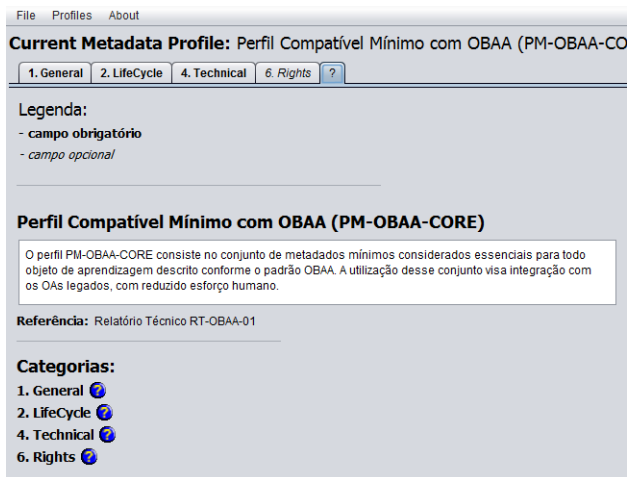 File Profiles About
Current Metadata Profile: Perfil Compatível Mínimo com OBAA (PM-OBAA-CO
1. General 2. LifeCycle 4. Technical 6. Rights ?
Legenda:
- campo obrigatório
- campo opcional
Perfil Compatível Mínimo com OBAA (PM-OBAA-CORE)
O perfil PM-OBAA-CORE consiste no conjunto de metadados mínimos considerados essenciais para todo
objeto de aprendizagem descrito conforme o padrão OBAA. A utilização desse conjunto visa integração com
os OAs legados, com reduzido esforço humano.
Referência: Relatório Técnico RT-OBAA-01
Categorias:
1. General ?
2. LifeCycle ?
4. Technical ?
6. Rights ?